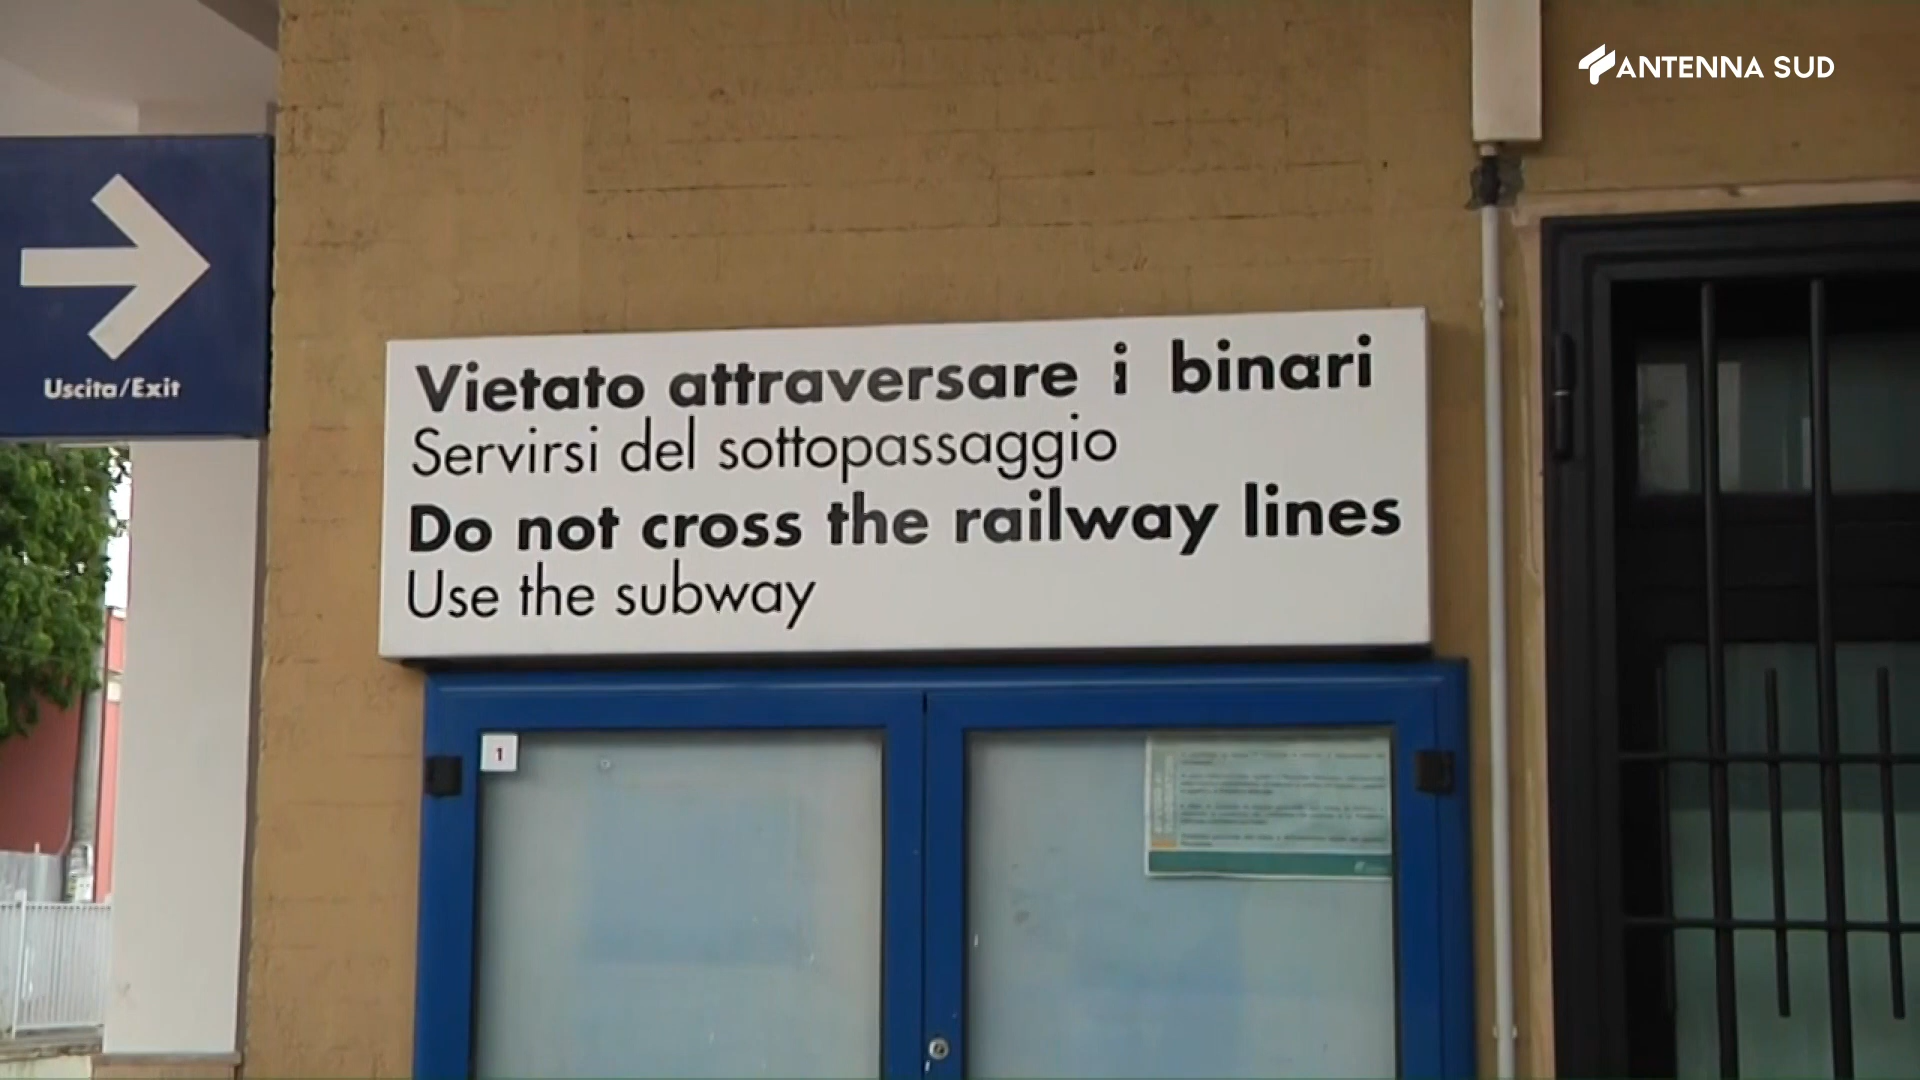 ANTENNA SUD
Uscita/Exit
Vietato attraversare i binari
Servirsi del sottopassaggio
Do not cross the railway lines
Use the subway
1